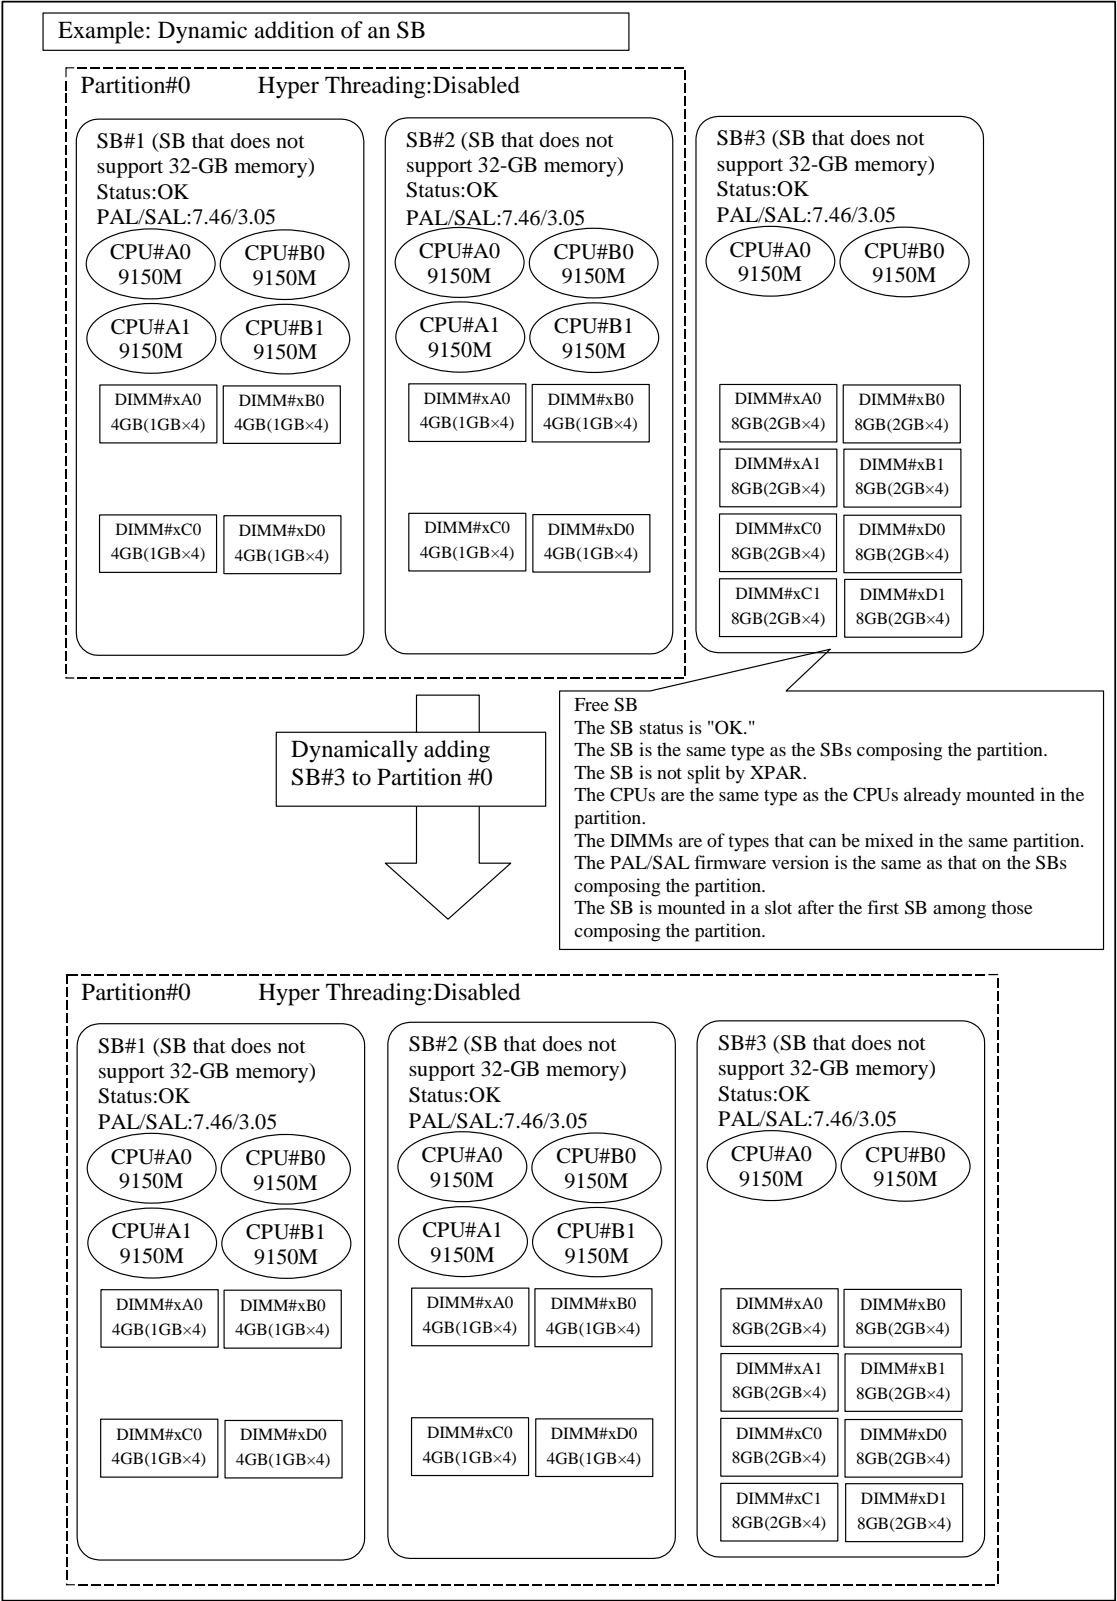 Example: Dynamic addition of an SB
Partition#0 Hyper Threading:Disabled
SB#1 (SB that does not
support 32-GB memory)
Status:OK
PAL/SAL:7.46/3.05
CPU#A0
9150M
CPU#B0
9150M
CPU#A1
9150M
CPU#B1
9150M
DIMM#xA0
4GB(1GB×4)
DIMM#xB0
4GB(1GB×4)
DIMM#xC0
4GB(1GB×4)
DIMM#xD0
4GB(1GB×4)
SB#2 (SB that does not
support 32-GB memory)
Status:OK
PAL/SAL:7.46/3.05
CPU#A0
9150M
CPU#B0
9150M
CPU#A1
9150M
CPU#B1
9150M
DIMM#xA0
4GB(1GB×4)
DIMM#xB0
4GB(1GB×4)
DIMM#xC0
4GB(1GB×4)
DIMM#xD0
4GB(1GB×4)
SB#3 (SB that does not
support 32-GB memory)
Status:OK
PAL/SAL:7.46/3.05
CPU#A0
9150M
CPU#B0
9150M
DIMM#xA0
8GB(2GB×4)
DIMM#xB0
8GB(2GB×4)
DIMM#xA1
8GB(2GB×4)
DIMM#xB1
8GB(2GB×4)
DIMM#xC0
8GB(2GB×4)
DIMM#xD0
8GB(2GB×4)
DIMM#xC1
8GB(2GB×4)
DIMM#xD1
8GB(2GB×4)
Dynamically adding
SB#3 to Partition #0
Free SB
The SB status is "OK."
The SB is the same type as the SBs composing the partition.
The SB is not split by XPAR.
The CPUs are the same type as the CPUs already mounted in the
partition.
The DIMMs are of types that can be mixed in the same partition.
The PAL/SAL firmware version is the same as that on the SBs
composing the partition.
The SB is mounted in a slot after the first SB among those
composing the partition.
Partition#0 Hyper Threading:Disabled
SB#1 (SB that does not
support 32-GB memory)
Status:OK
PAL/SAL:7.46/3.05
CPU#A0
9150M
CPU#B0
9150M
CPU#A1
9150M
CPU#B1
9150M
DIMM#xA0
4GB(1GB×4)
DIMM#xB0
4GB(1GB×4)
DIMM#xC0
4GB(1GB×4)
DIMM#xD0
4GB(1GB×4)
SB#2 (SB that does not
support 32-GB memory)
Status:OK
PAL/SAL:7.46/3.05
CPU#A0
9150M
CPU#B0
9150M
CPU#A1
9150M
CPU#B1
9150M
DIMM#xA0
4GB(1GB×4)
DIMM#xB0
4GB(1GB×4)
DIMM#xC0
4GB(1GB×4)
DIMM#xD0
4GB(1GB×4)
SB#3 (SB that does not
support 32-GB memory)
Status:OK
PAL/SAL:7.46/3.05
CPU#A0
9150M
CPU#B0
9150M
DIMM#xA0
8GB(2GB×4)
DIMM#xB0
8GB(2GB×4)
DIMM#xA1
8GB(2GB×4)
DIMM#xB1
8GB(2GB×4)
DIMM#xC0
8GB(2GB×4)
DIMM#xD0
8GB(2GB×4)
DIMM#xC1
8GB(2GB×4)
DIMM#xD1
8GB(2GB×4)